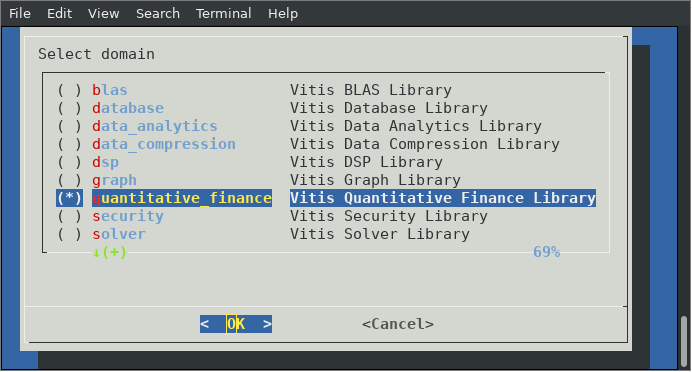 File Edit View Search Terminal Help
Select domain
( ) blas Vitis BLAS Library
( ) database Vitis Database Library
( ) data_analytics Vitis Data Analytics Library
( ) data_compression Vitis Data Compression Library
( ) dsp Vitis DSP Library
( ) graph Vitis Graph Library
(*) quantitative_finance Vitis Quantitative Finance Library
( ) security Vitis Security Library
( ) solver Vitis Solver Library
↓(+) 69%
< OK > <Cancel>